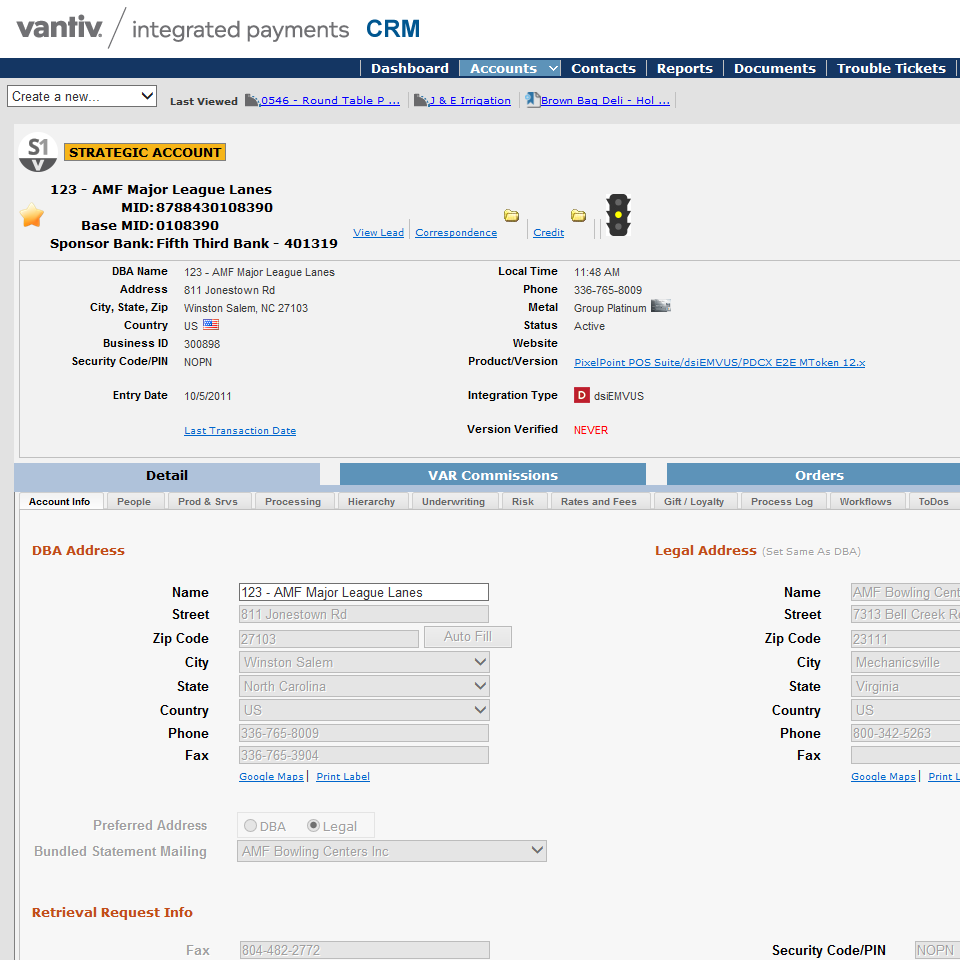 vantiv. integrated payments CRM
Dashboard Accounts Contacts Reports Documents Trouble Tickets
Create a new... Last Viewed 0546 - Round Table P ... J & E Irrigation Brown Bag Deli - Hol ...
S1 V STRATEGIC ACCOUNT
123 - AMF Major League Lanes
MID: 8788430108390
Base MID: 0108390
Sponsor Bank: Fifth Third Bank - 401319
View Lead Correspondence Credit
DBA Name 123 - AMF Major League Lanes Local Time 11:48 AM
Address 811 Jonestown Rd Phone 336-765-8009
City, State, Zip Winston Salem, NC 27103 Metal Group Platinum
Country US Status Active
Business ID 300898 Website
Security Code/PIN NOPN Product/Version PixelPoint POS Suite/dsiEMVUS/PDCX E2E MToken 12.x
Entry Date 10/5/2011 Integration Type D dsiEMVUS
Last Transaction Date Version Verified NEVER
Detail VAR Commissions Orders
Account Info People Prod & Srvs Processing Hierarchy Underwriting Risk Rates and Fees Gift / Loyalty Process Log Workflows ToDos
DBA Address Legal Address (Set Same As DBA)
Name 123 - AMF Major League Lanes Name AMF Bowling Cent
Street 811 Jonestown Rd Street 7313 Bell Creek Ro
Zip Code 27103 Auto Fill Zip Code 23111
City Winston Salem City Mechanicsville
State North Carolina State Virginia
Country US Country US
Phone 336-765-8009 Phone 800-342-5263
Fax 336-765-3904 Fax
Google Maps Print Label Google Maps Print L
Preferred Address DBA Legal
Bundled Statement Mailing AMF Bowling Centers Inc
Retrieval Request Info
Fax 804-482-2772 Security Code/PIN NOPN